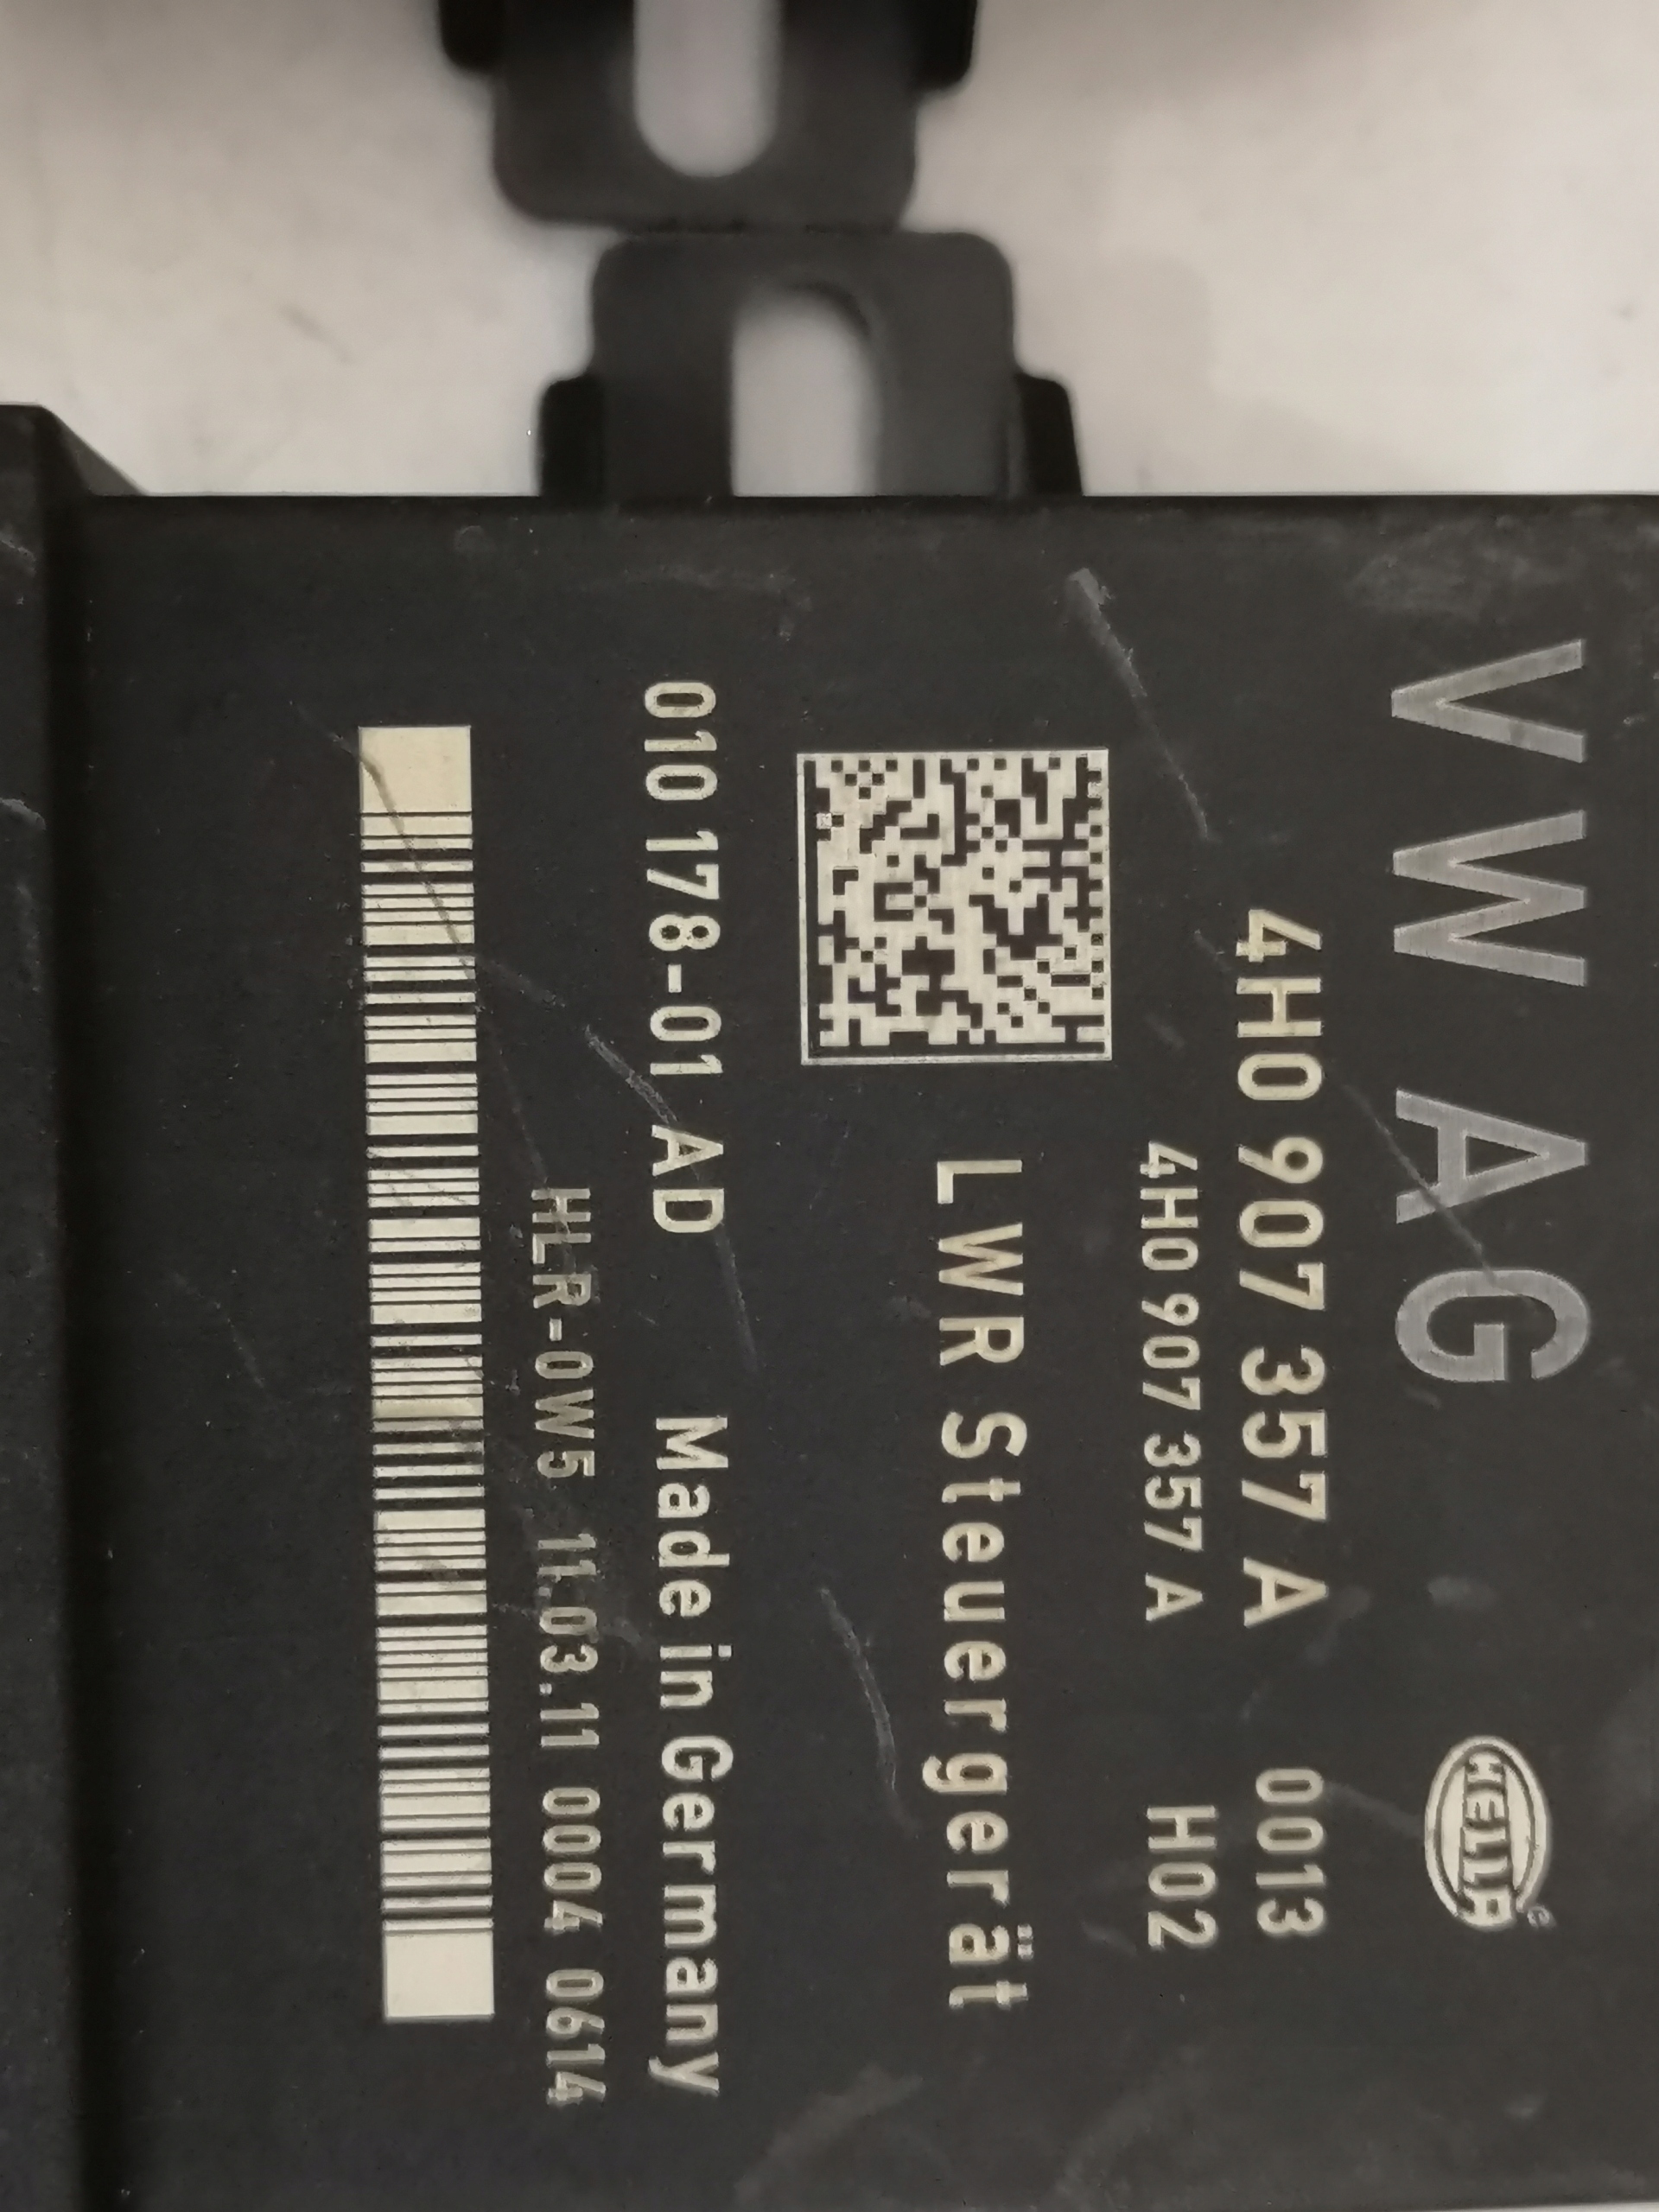 VW AG
HELLA
4H0 907 357 A 0013
4H0 907 357 A H02
LWR Steuergerät
010 178-01 AD Made in Germany
HLR-0W5 11.03.11 0004 0614